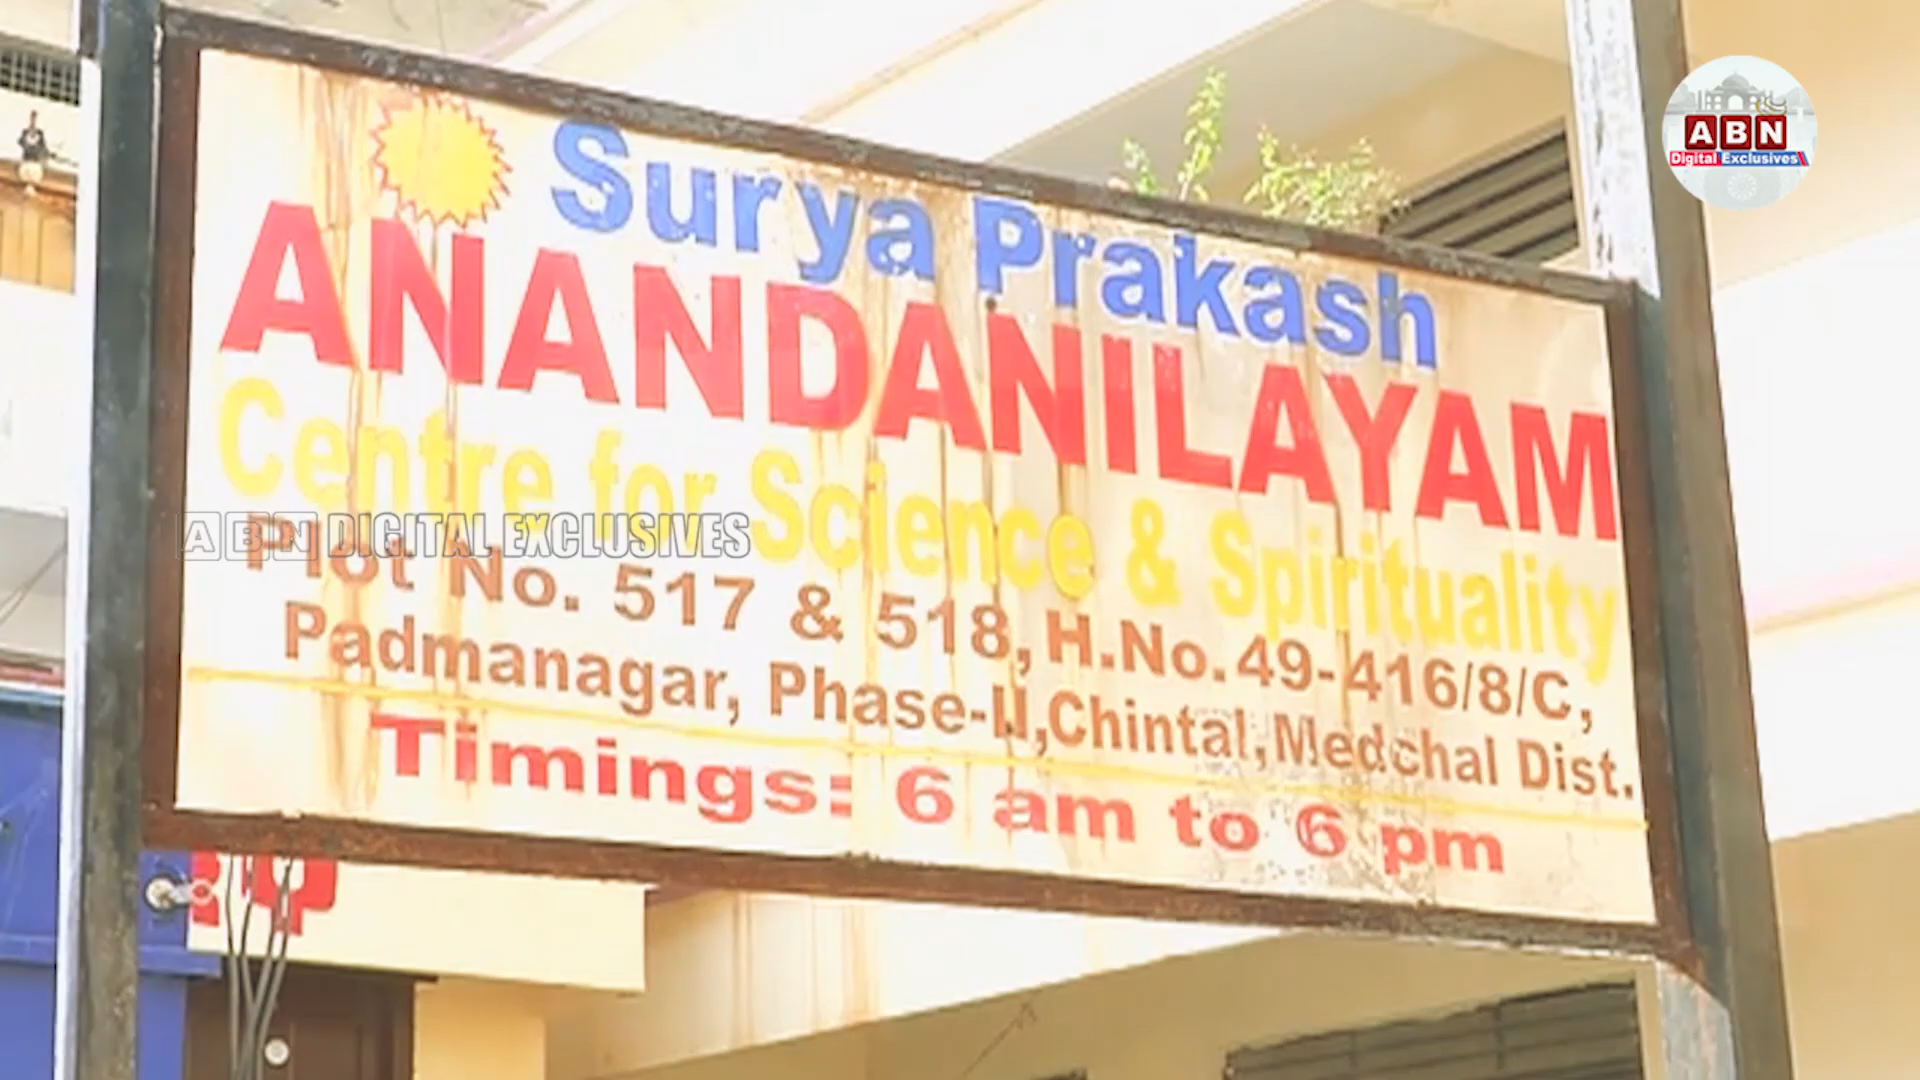 Surya Prakash
ANANDANILAYAM
Centre for Science & Spirituality
Plot No. 517 & 518, H.No. 49-416/8/C,
Padmanagar, Phase-II, Chintal, Medchal Dist.
Timings: 6 am to 6 pm
ABN
Digital Exclusives
ABN DIGITAL EXCLUSIVES